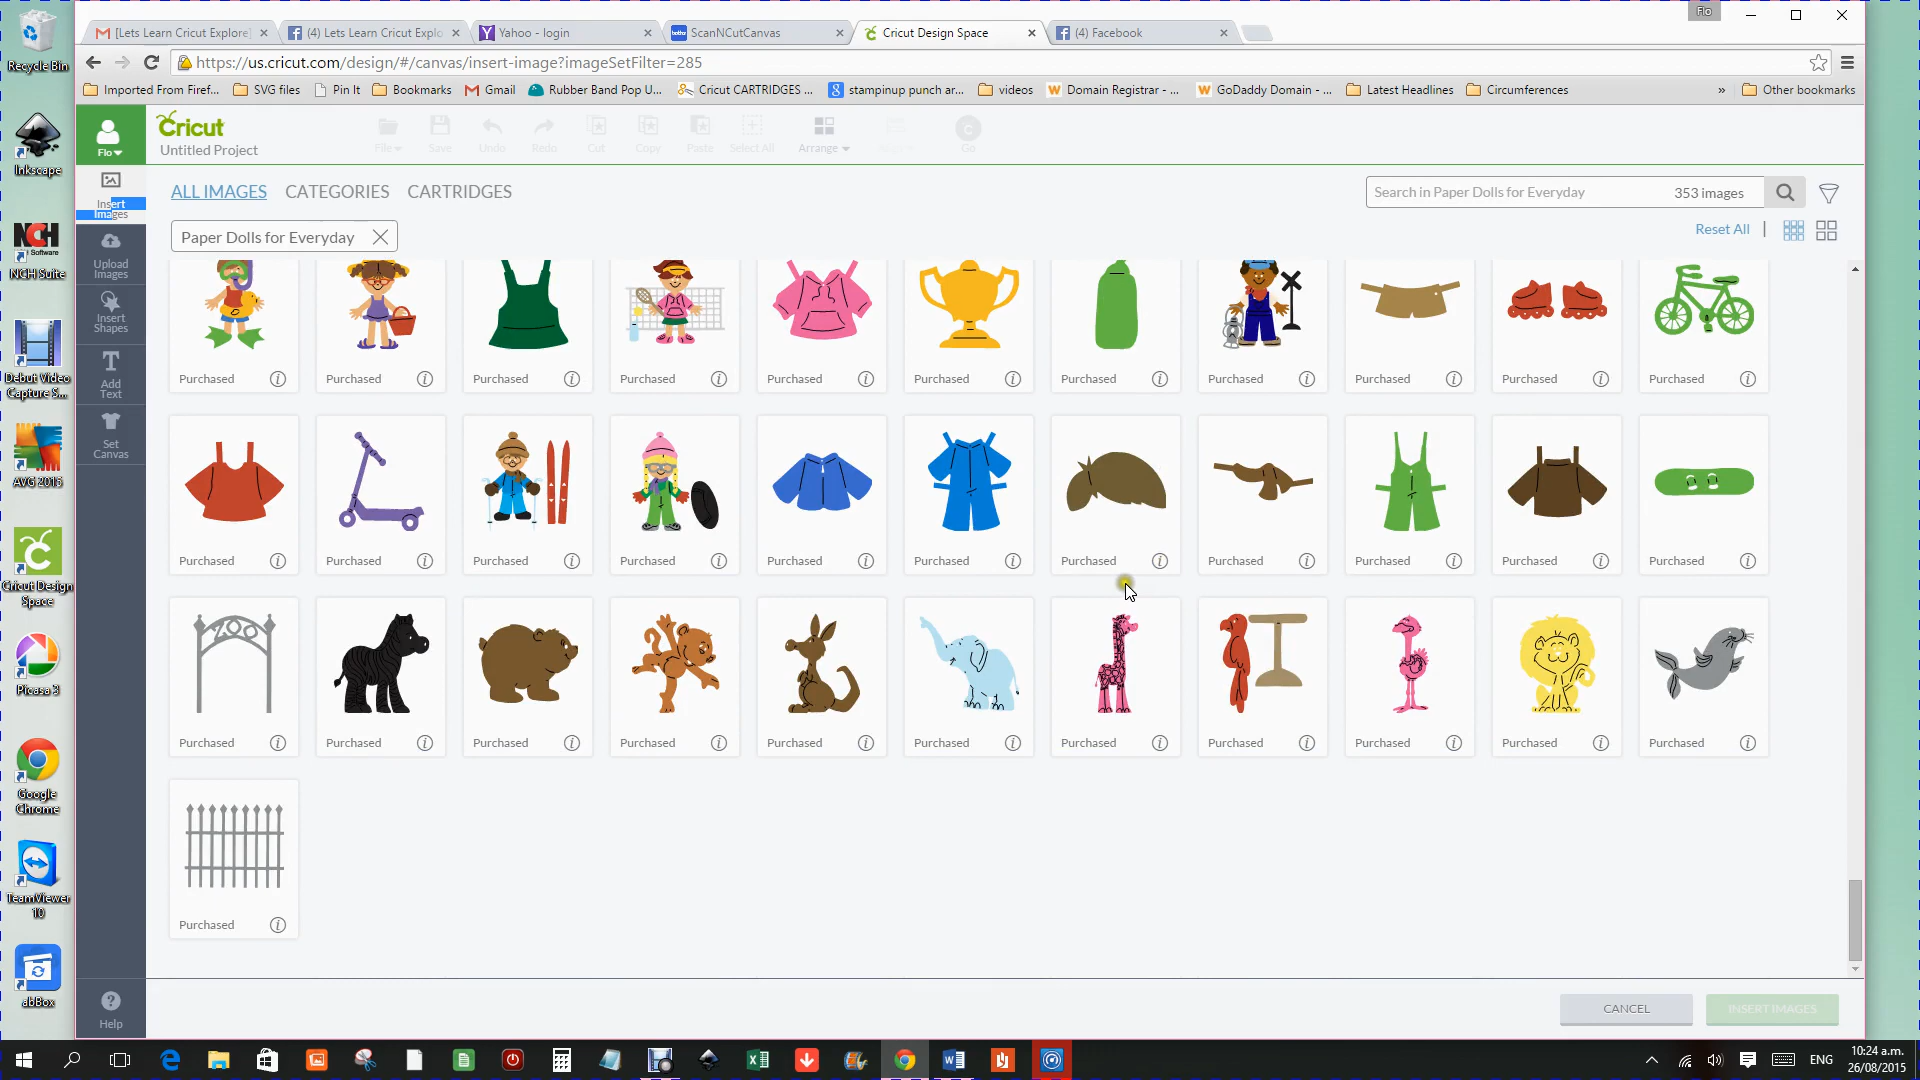 Flo
[Lets Learn Cricut Explore]
(4) Lets Learn Cricut Explo
Yahoo - login
ScanNCutCanvas
Cricut Design Space
(4) Facebook
https://us.cricut.com/design/#/canvas/insert-image?imageSetFilter=285
Imported From Firef...
SVG files
Pin It
Bookmarks
Gmail
Rubber Band Pop U...
Cricut CARTRIDGES ...
stampinup punch ar...
videos
Domain Registrar - ...
GoDaddy Domain - ...
Latest Headlines
Circumferences
»
Other bookmarks
Recycle Bin
Inkscape
NCH Suite
Debut Video
Capture S...
AVG 2015
Cricut Design
Space
Picasa 3
Google
Chrome
TeamViewer
10
abBox
Flo
Cricut
Untitled Project
File
Save
Undo
Redo
Cut
Copy
Paste
Select All
Arrange
Go
Insert
Images
Upload
Images
Insert
Shapes
Add
Text
Set
Canvas
Help
ALL IMAGES CATEGORIES CARTRIDGES
Search in Paper Dolls for Everyday 353 images
Paper Dolls for Everyday
Reset All |
Purchased Purchased Purchased Purchased Purchased Purchased Purchased Purchased Purchased Purchased Purchased
Purchased Purchased Purchased Purchased Purchased Purchased Purchased Purchased Purchased Purchased Purchased
ZOO
Purchased Purchased Purchased Purchased Purchased Purchased Purchased Purchased Purchased Purchased Purchased
Purchased
CANCEL INSERT IMAGES
ENG
10:24 a.m.
26/08/2015